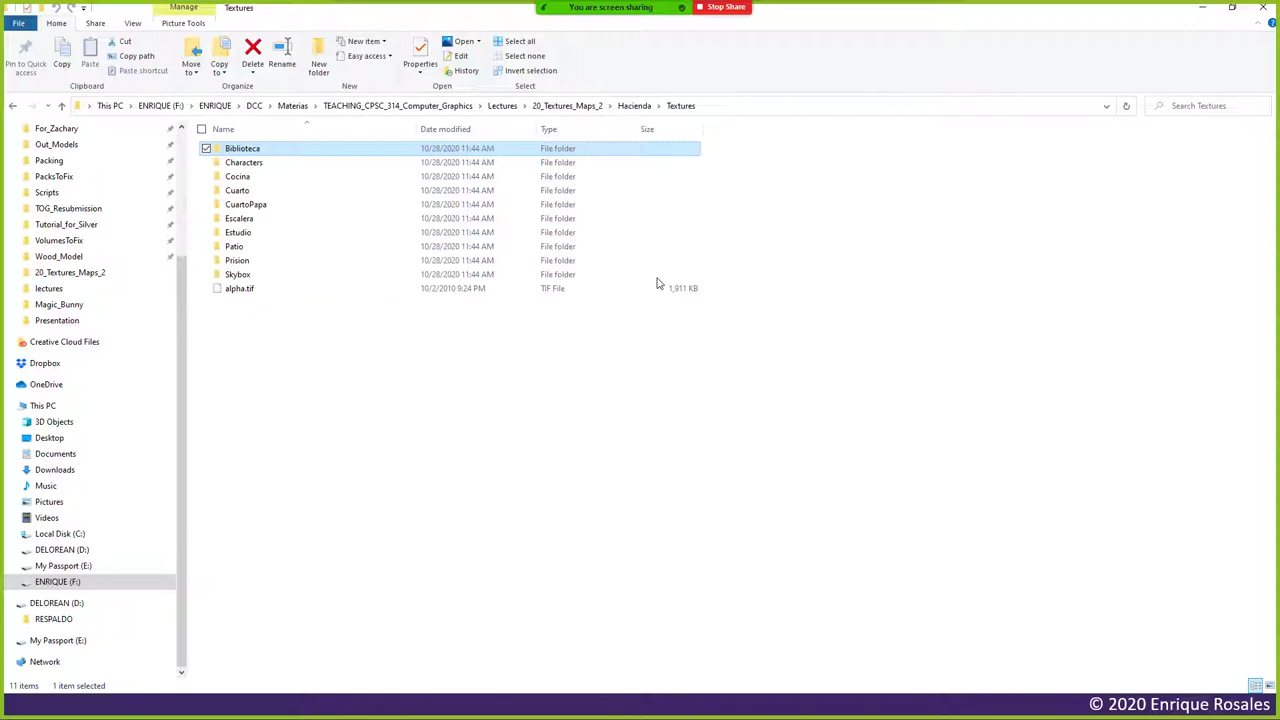 Manage
Textures
You are screen sharing
Stop Share
File
Home
Share
View
Picture Tools
Pin to Quick access
Copy
Paste
Cut
Copy path
Paste shortcut
Clipboard
Move to
Copy to
Delete
Rename
Organize
New folder
New item
Easy access
New
Properties
Open
Edit
History
Open
Select all
Select none
Invert selection
Select
This PC
ENRIQUE (F:)
ENRIQUE
DCC
Materias
TEACHING_CPSC_314_Computer_Graphics
Lectures
20_Textures_Maps_2
Hacienda
Textures
Search Textures
For_Zachary
Out_Models
Packing
PacksToFix
Scripts
TOG_Resubmission
Tutorial_for_Silver
VolumesToFix
Wood_Model
20_Textures_Maps_2
lectures
Magic_Bunny
Presentation
Creative Cloud Files
Dropbox
OneDrive
This PC
3D Objects
Desktop
Documents
Downloads
Music
Pictures
Videos
Local Disk (C:)
DELOREAN (D:)
My Passport (E:)
ENRIQUE (F:)
DELOREAN (D:)
RESPALDO
My Passport (E:)
Network
Name Date modified Type Size
Biblioteca 10/28/2020 11:44 AM File folder
Characters 10/28/2020 11:44 AM File folder
Cocina 10/28/2020 11:44 AM File folder
Cuarto 10/28/2020 11:44 AM File folder
CuartoPapa 10/28/2020 11:44 AM File folder
Escalera 10/28/2020 11:44 AM File folder
Estudio 10/28/2020 11:44 AM File folder
Patio 10/28/2020 11:44 AM File folder
Prision 10/28/2020 11:44 AM File folder
Skybox 10/28/2020 11:44 AM File folder
alpha.tif 10/2/2010 9:24 PM TIF File 1,911 KB
11 items 1 item selected
© 2020 Enrique Rosales